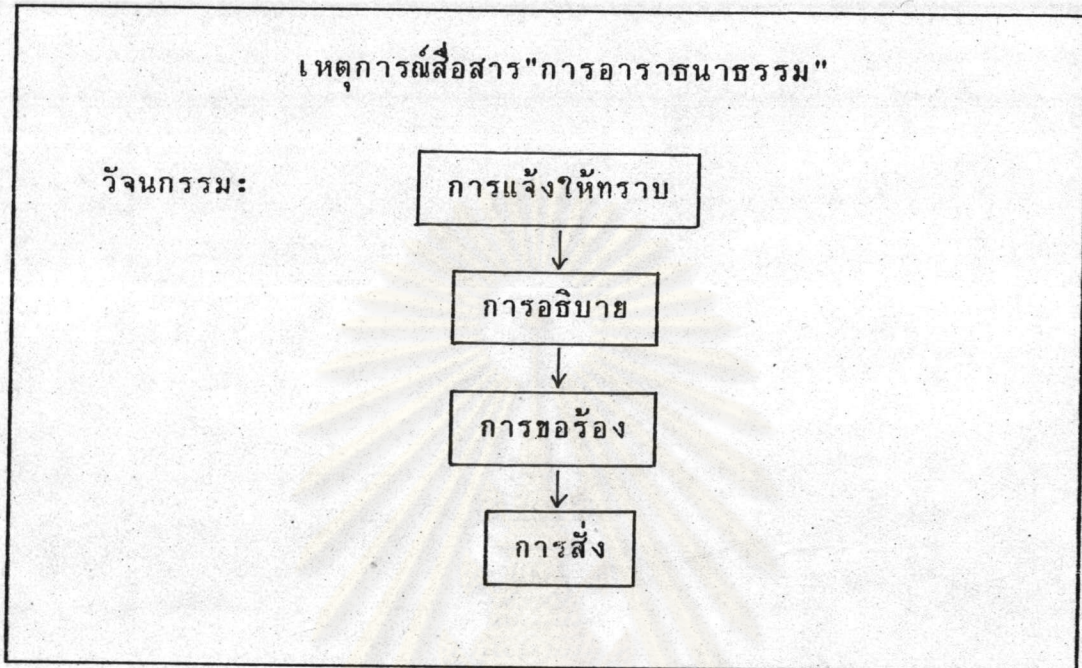 เหตุการณ์สื่อสาร"การอาราธนาธรรม"
วัจนกรรม:
การแจ้งให้ทราบ
การอธิบาย
การขอร้อง
การสั่ง